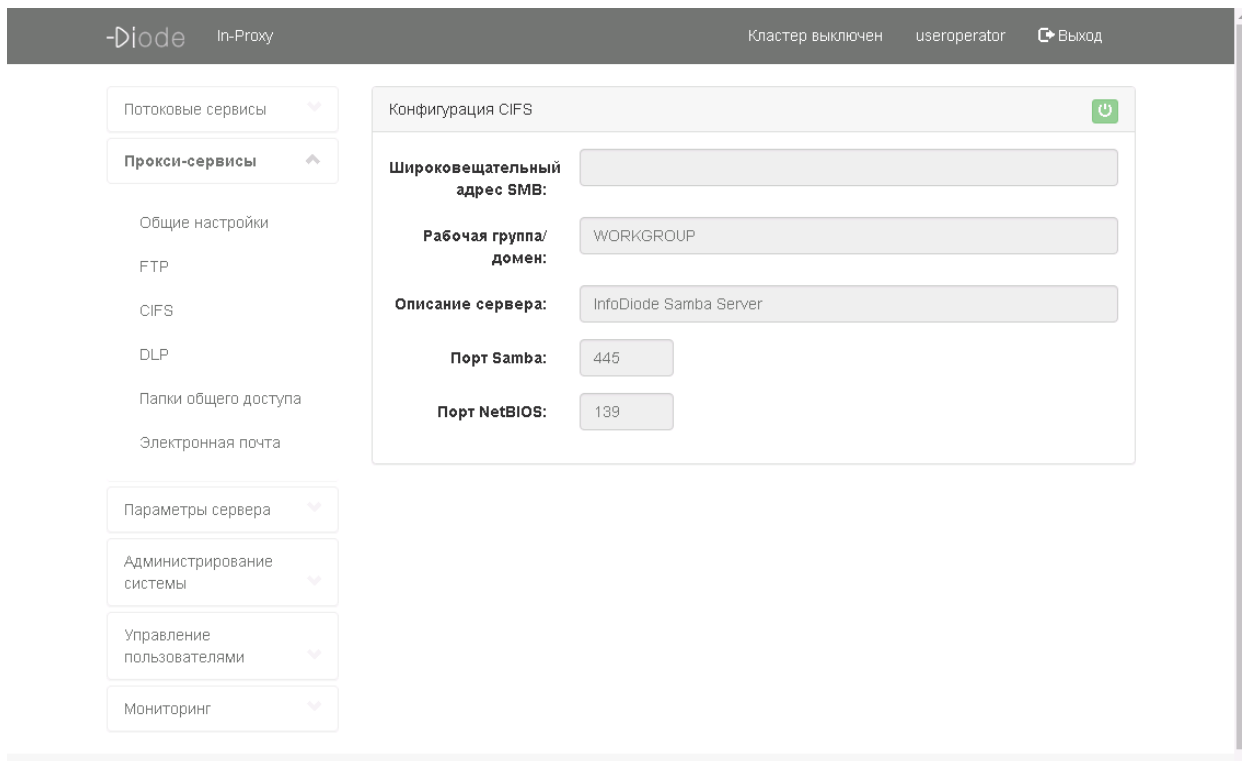 -Diode In-Proxy Кластер выключен useroperator Выход
Потоковые сервисы
Прокси-сервисы
Общие настройки
FTP
CIFS
DLP
Папки общего доступа
Электронная почта
Параметры сервера
Администрирование
системы
Управление
пользователями
Мониторинг
Конфигурация CIFS
Широковещательный
адрес SMB:
Рабочая группа/
домен:
WORKGROUP
Описание сервера:
InfoDiode Samba Server
Порт Samba:
445
Порт NetBIOS:
139